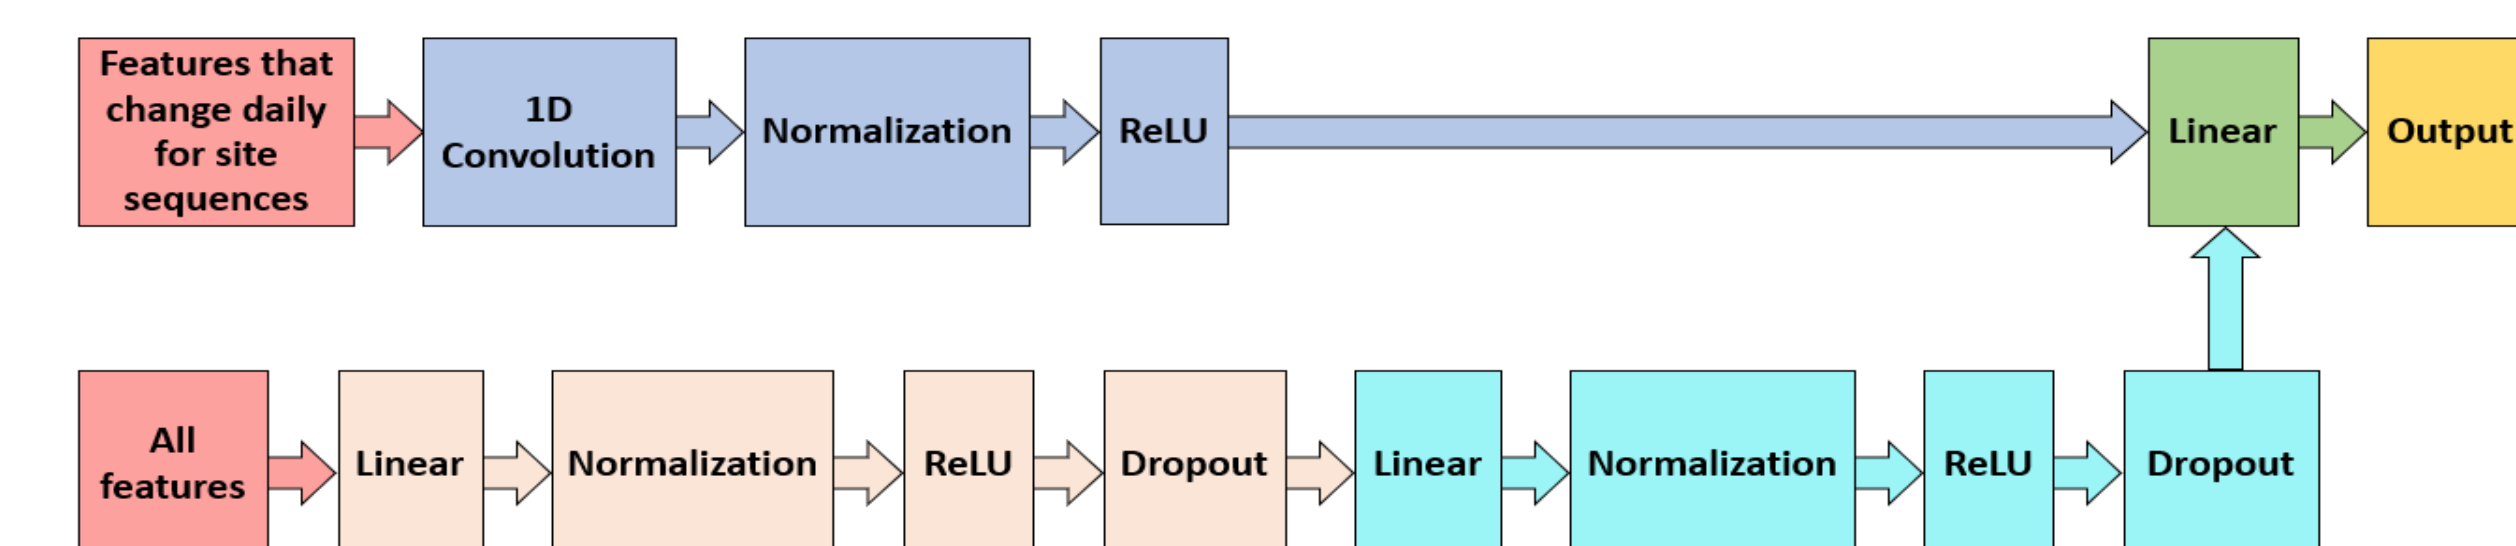 Features that
change daily
for site
sequences
1D
Convolution
Normalization
ReLU
Linear
Output
All
features
Linear
Normalization
ReLU
Dropout
Linear
Normalization
ReLU
Dropout